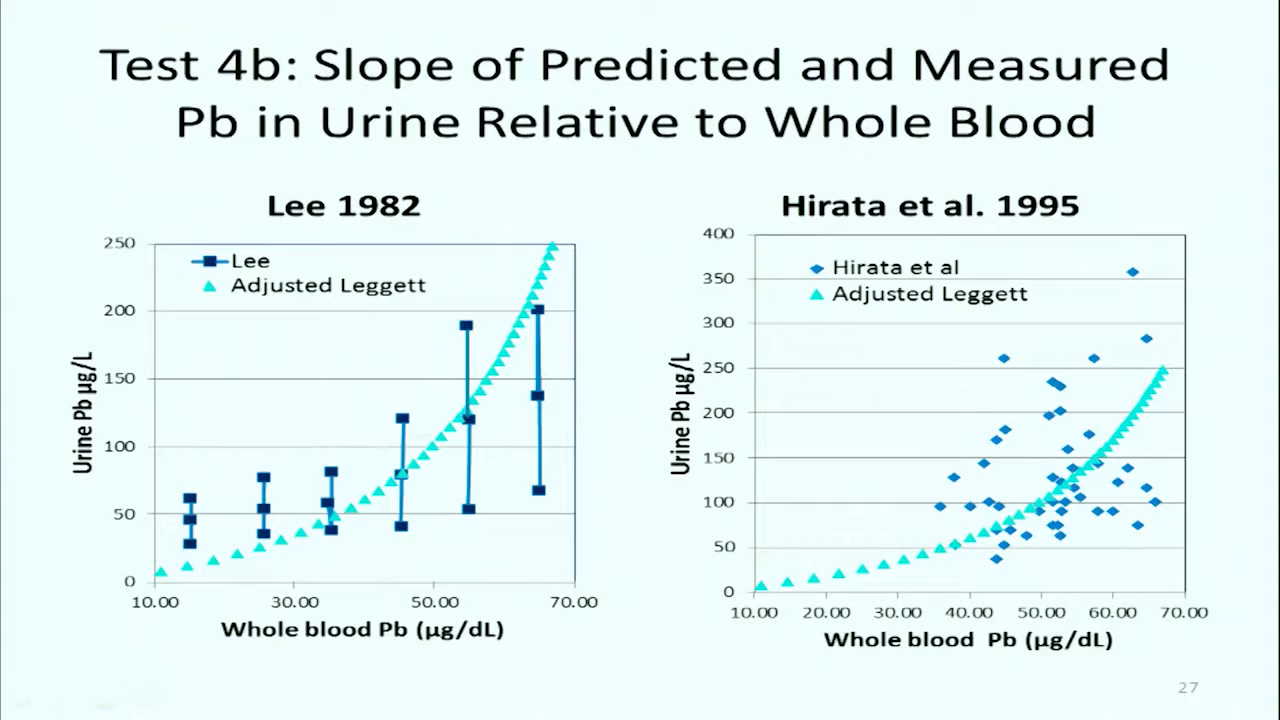 Test 4b: Slope of Predicted and Measured
Pb in Urine Relative to Whole Blood
Lee 1982
250
200
150
100
50
0
Urine Pb µg/L
Lee
Adjusted Leggett
10.00 30.00 50.00 70.00
Whole blood Pb (µg/dL)
Hirata et al. 1995
400
350
300
250
200
150
100
50
0
Urine Pb µg/L
Hirata et al
Adjusted Leggett
10.00 20.00 30.00 40.00 50.00 60.00 70.00
Whole blood Pb (µg/dL)
27